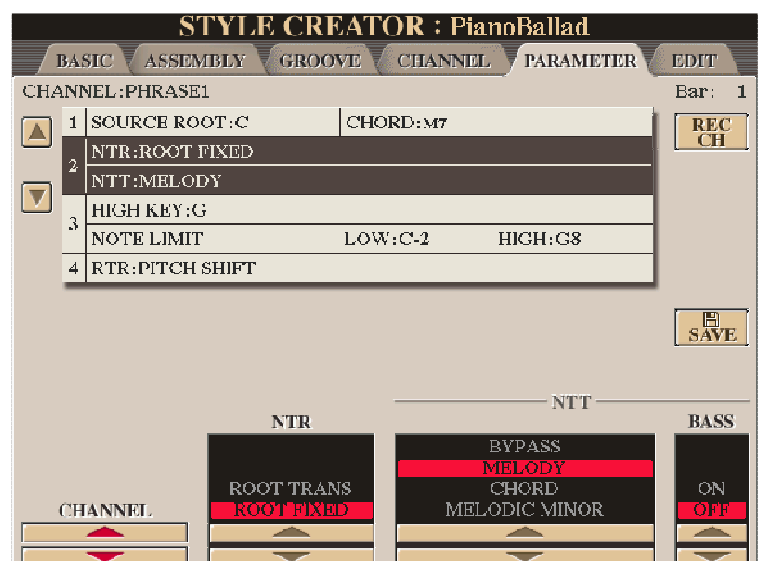 STYLE CREATOR : PianoBallad
BASIC ASSEMBLY GROOVE CHANNEL PARAMETER EDIT
CHANNEL:PHRASE1 Bar: 1
1 SOURCE ROOT:C CHORD:M7 REC CH
2 NTR:ROOT FIXED
NTT:MELODY
3 HIGH KEY:G
NOTE LIMIT LOW:C-2 HIGH:G8
4 RTR:PITCH SHIFT
SAVE
NTT
NTR BASS
BYPASS
MELODY
ROOT TRANS CHORD ON
CHANNEL ROOT FIXED MELODIC MINOR OFF